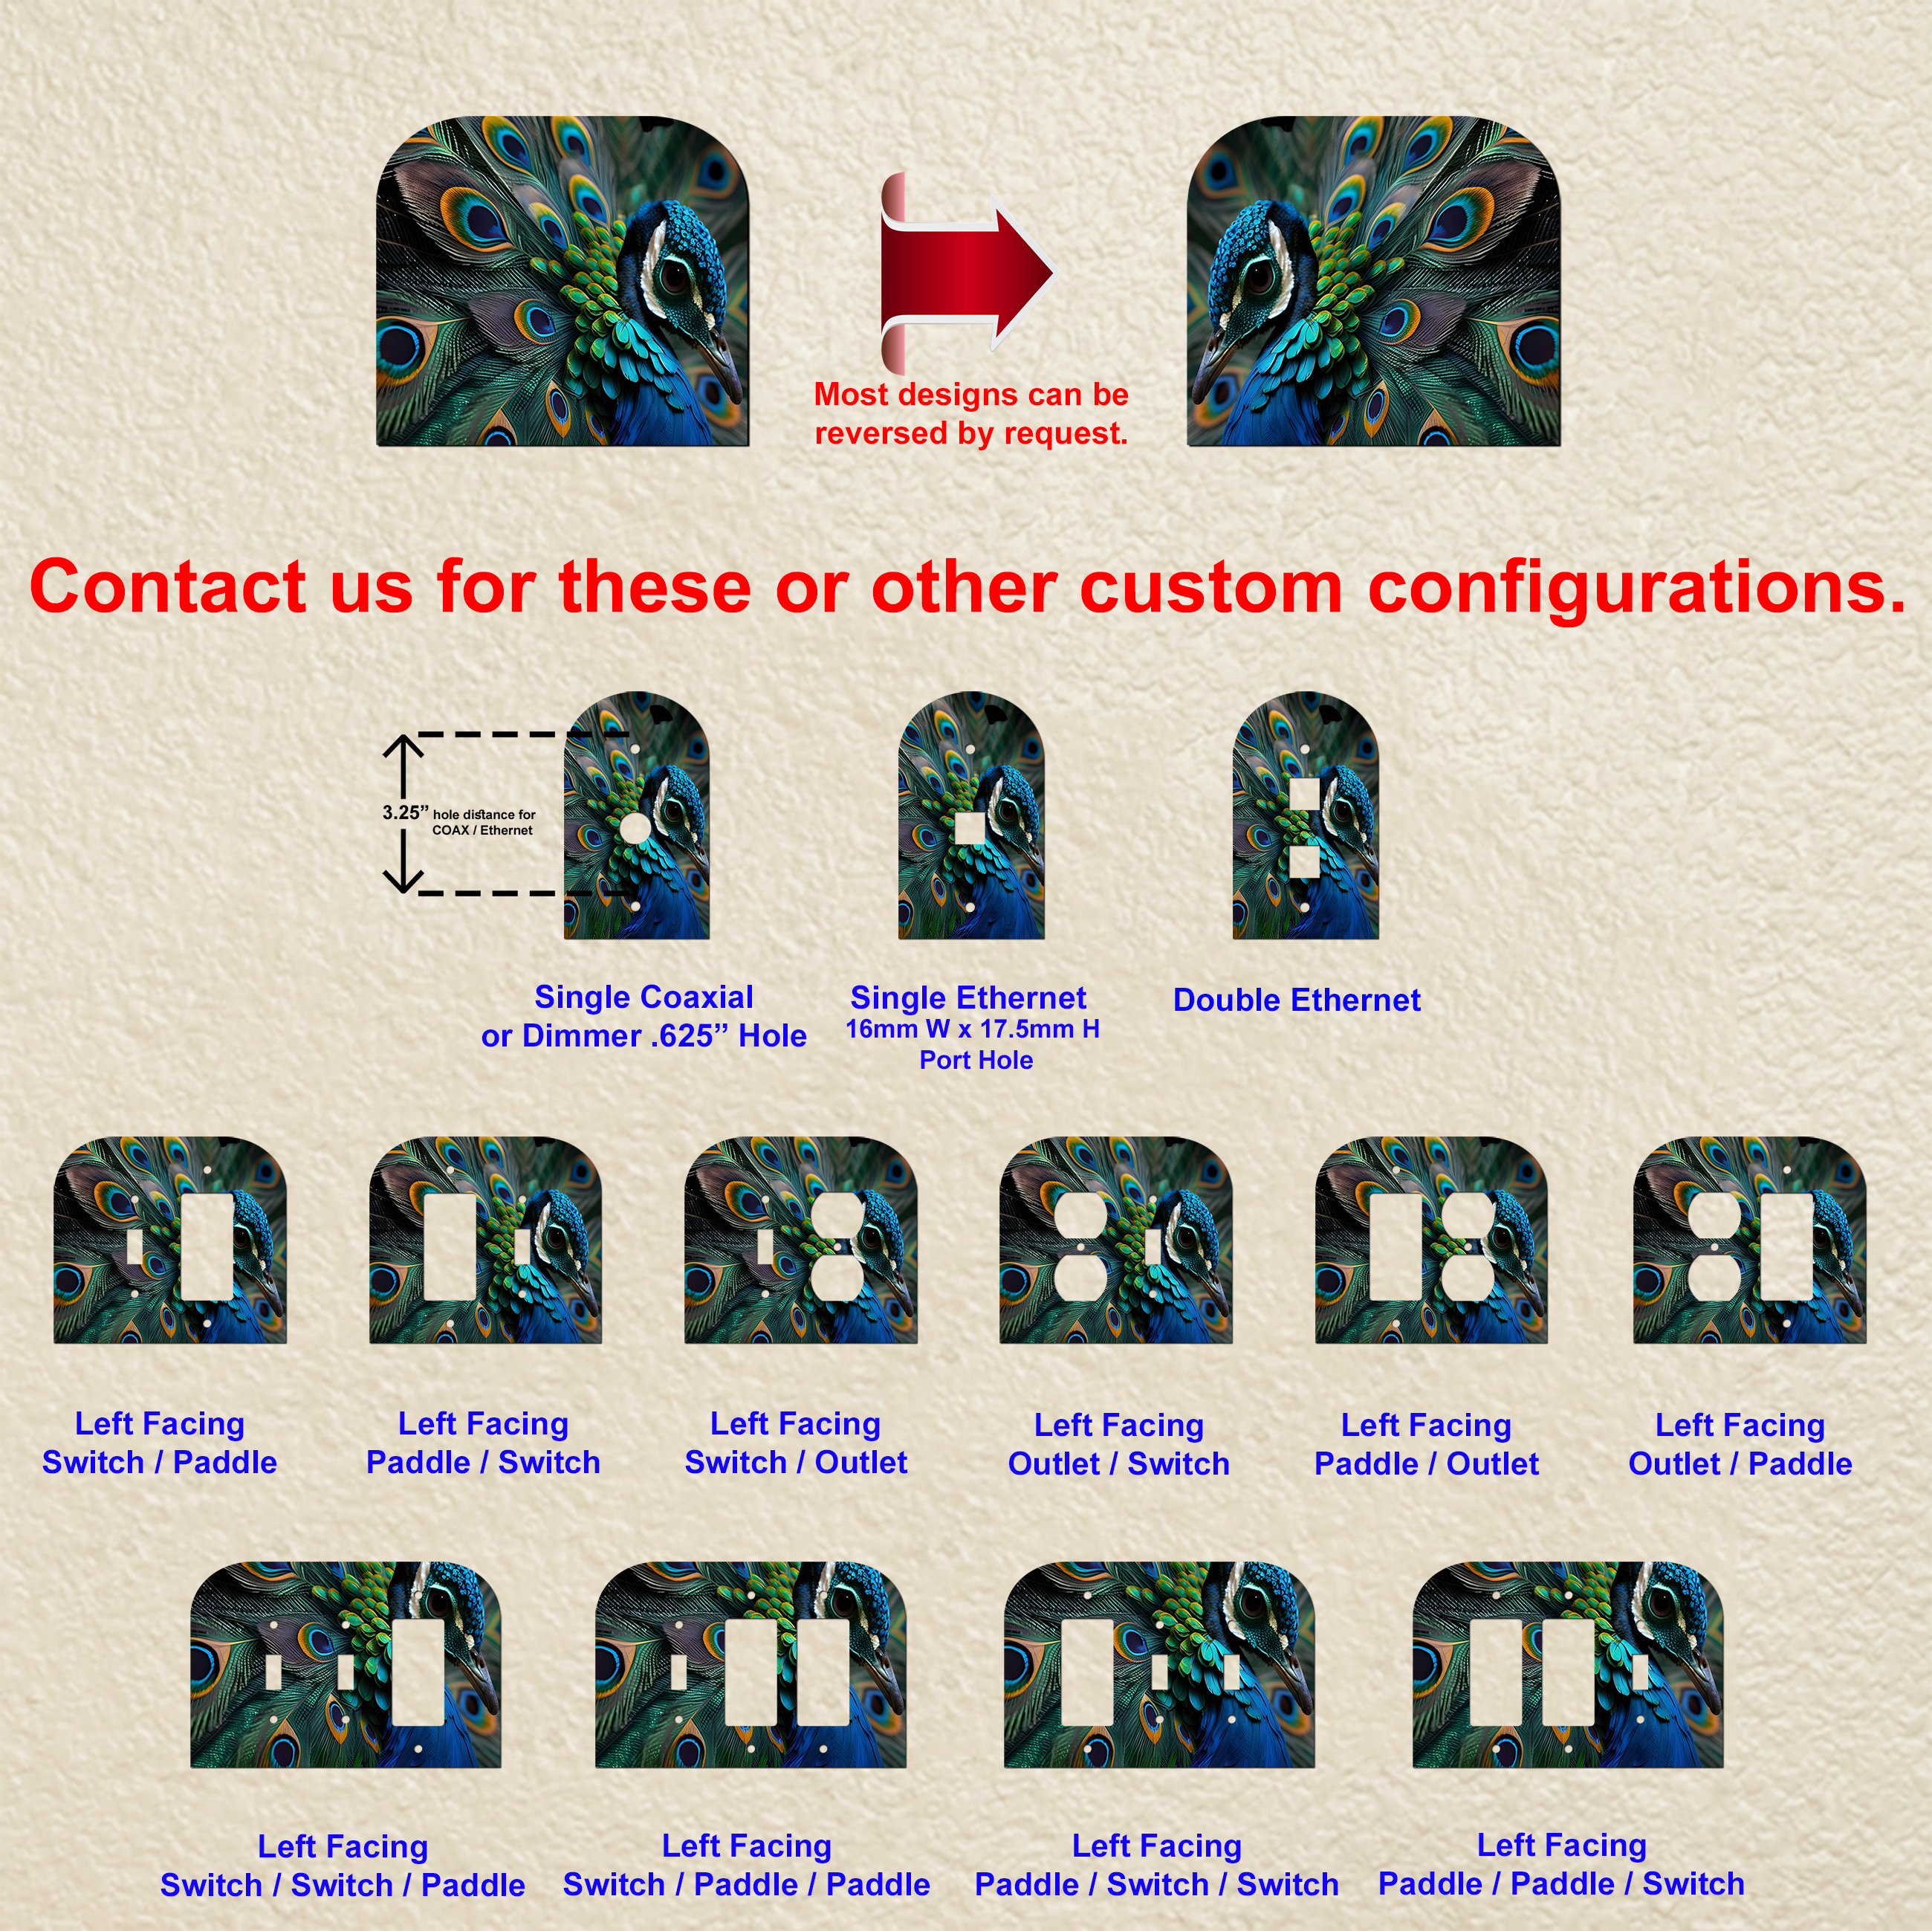 Most designs can be
reversed by request.
Contact us for these or other custom configurations.
3.25” hole distance for
COAX / Ethernet
Single Coaxial
or Dimmer .625” Hole
Single Ethernet
16mm W x 17.5mm H
Port Hole
Double Ethernet
Left Facing
Switch / Paddle
Left Facing
Paddle / Switch
Left Facing
Switch / Outlet
Left Facing
Outlet / Switch
Left Facing
Paddle / Outlet
Left Facing
Outlet / Paddle
Left Facing
Switch / Switch / Paddle
Left Facing
Switch / Paddle / Paddle
Left Facing
Paddle / Switch / Switch
Left Facing
Paddle / Paddle / Switch